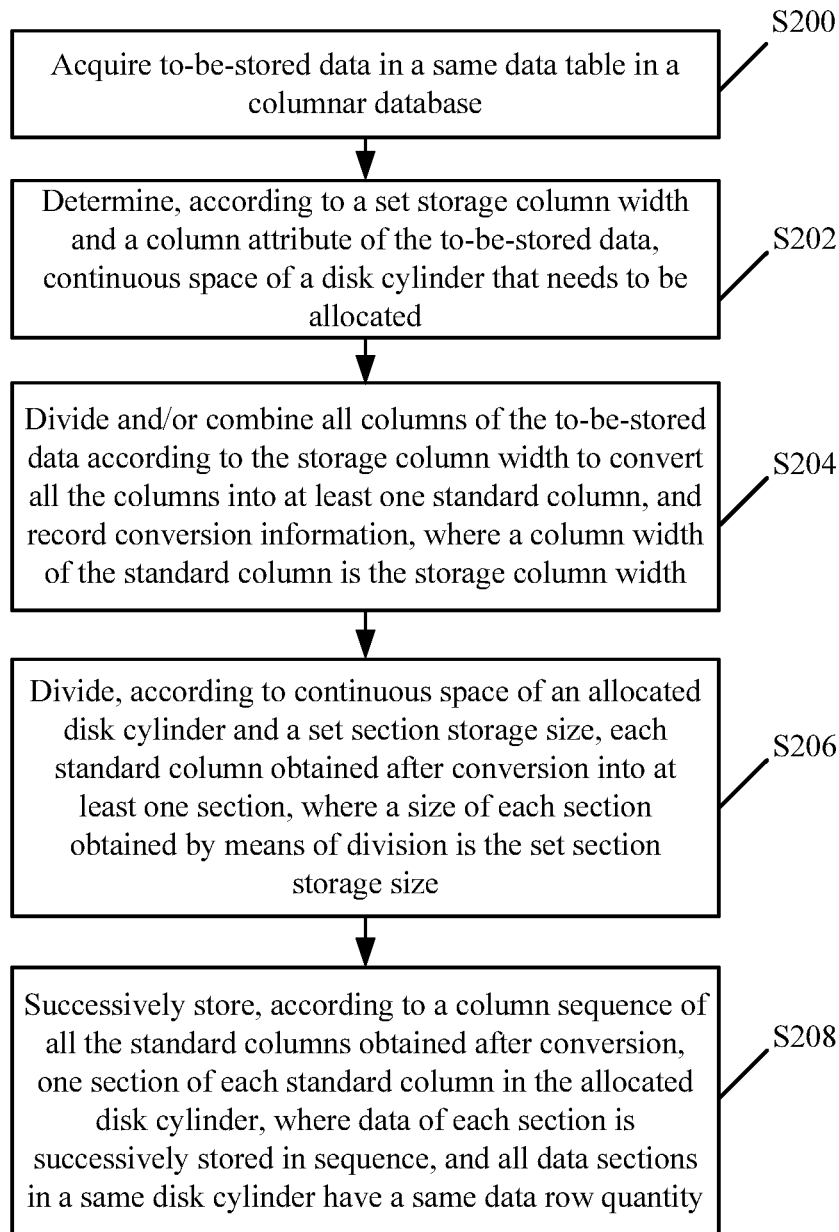 S200
Acquire to-be-stored data in a same data table in a
columnar database
Determine, according to a set storage column width
and a column attribute of the to-be-stored data,
continuous space of a disk cylinder that needs to be
allocated
S202
Divide and/or combine all columns of the to-be-stored
data according to the storage column width to convert
all the columns into at least one standard column, and
record conversion information, where a column width
of the standard column is the storage column width
S204
Divide, according to continuous space of an allocated
disk cylinder and a set section storage size, each
standard column obtained after conversion into at
least one section, where a size of each section
obtained by means of division is the set section
storage size
S206
Successively store, according to a column sequence of
all the standard columns obtained after conversion,
one section of each standard column in the allocated
disk cylinder, where data of each section is
successively stored in sequence, and all data sections
in a same disk cylinder have a same data row quantity
S208